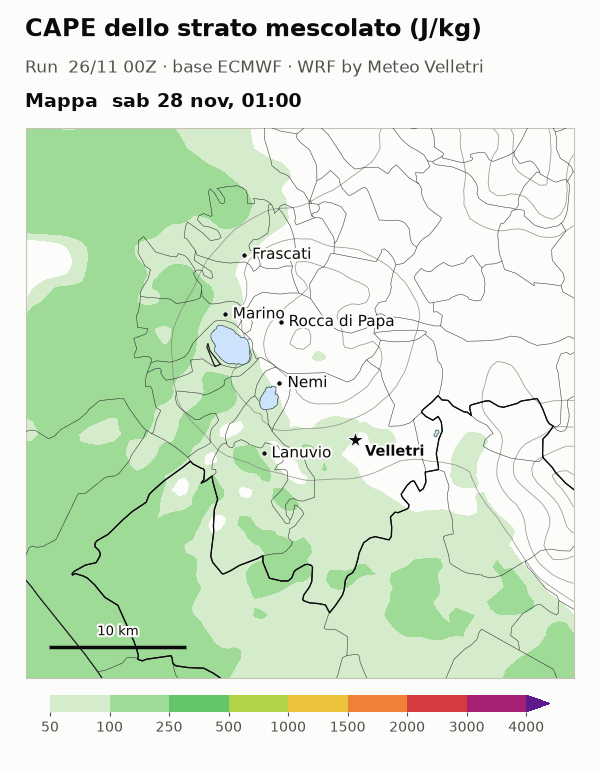 CAPE dello strato mescolato (J/kg)
Run  26/11 00Z · base ECMWF · WRF by Meteo Velletri
Mappa  sab 28 nov, 01:00
Frascati
Marino
Rocca di Papa
Nemi
Velletri
Lanuvio
10 km
50 100 250 500 1000 1500 2000 3000 4000